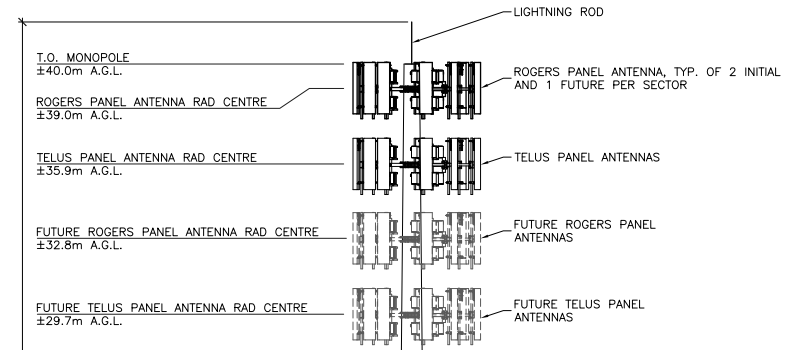 LIGHTNING ROD
T.O. MONOPOLE
±40.0m A.G.L.
ROGERS PANEL ANTENNA, TYP. OF 2 INITIAL
AND 1 FUTURE PER SECTOR
ROGERS PANEL ANTENNA RAD CENTRE
±39.0m A.G.L.
TELUS PANEL ANTENNA RAD CENTRE
±35.9m A.G.L.
TELUS PANEL ANTENNAS
FUTURE ROGERS PANEL ANTENNA RAD CENTRE
±32.8m A.G.L.
FUTURE ROGERS PANEL
ANTENNAS
FUTURE TELUS PANEL ANTENNA RAD CENTRE
±29.7m A.G.L.
FUTURE TELUS PANEL
ANTENNAS